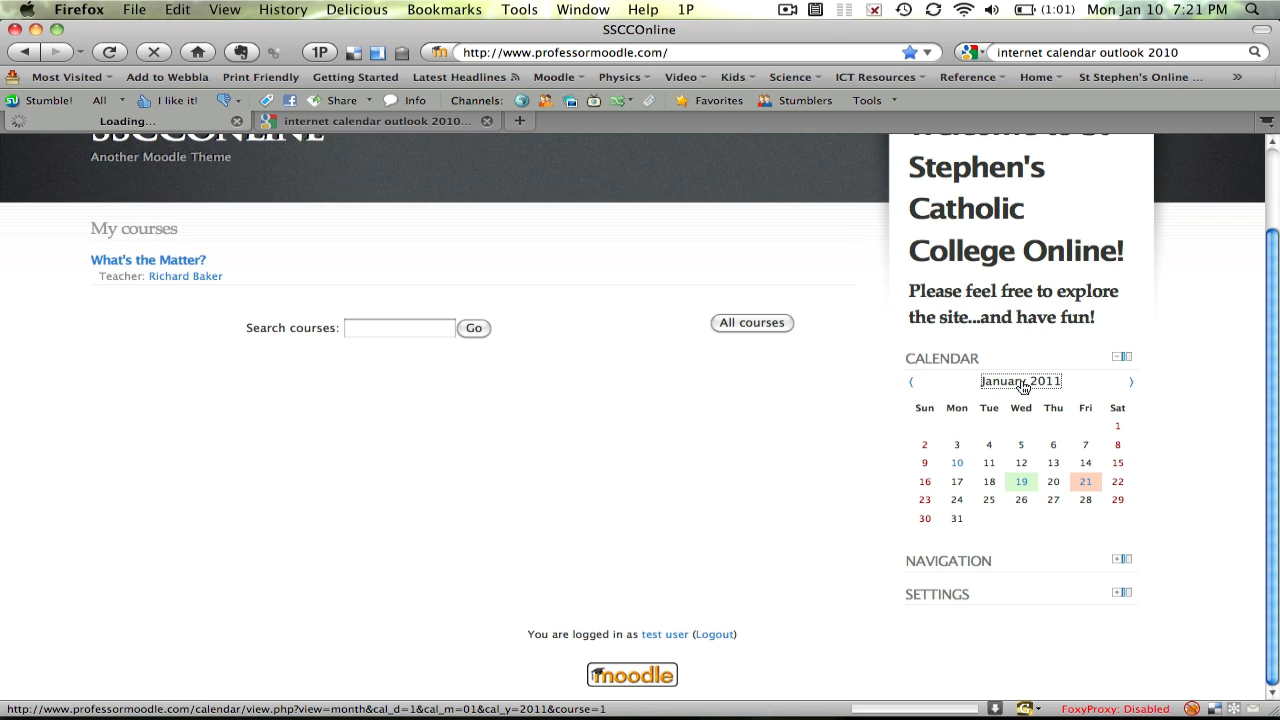 Firefox File Edit View History Delicious Bookmarks Tools Window Help 1P (1:01) Mon Jan 10 7:21 PM
SSCCOnline
1P http://www.professormoodle.com/ internet calendar outlook 2010
Most Visited Add to Webbla Print Friendly Getting Started Latest Headlines Moodle Physics Video Kids Science ICT Resources Reference Home St Stephen's Online ... »
Stumble! All I like it! Share Info Channels: Favorites Stumblers Tools
Loading... internet calendar outlook 2010... +
SSCCONLINE
Another Moodle Theme
Welcome to St
Stephen's
Catholic
College Online!
Please feel free to explore
the site...and have fun!
My courses
What's the Matter?
Teacher: Richard Baker
Search courses: Go All courses
CALENDAR
January 2011
Sun Mon Tue Wed Thu Fri Sat
1
2 3 4 5 6 7 8
9 10 11 12 13 14 15
16 17 18 19 20 21 22
23 24 25 26 27 28 29
30 31
NAVIGATION
SETTINGS
You are logged in as test user (Logout)
moodle
http://www.professormoodle.com/calendar/view.php?view=month&cal_d=1&cal_m=01&cal_y=2011&course=1 FoxyProxy: Disabled